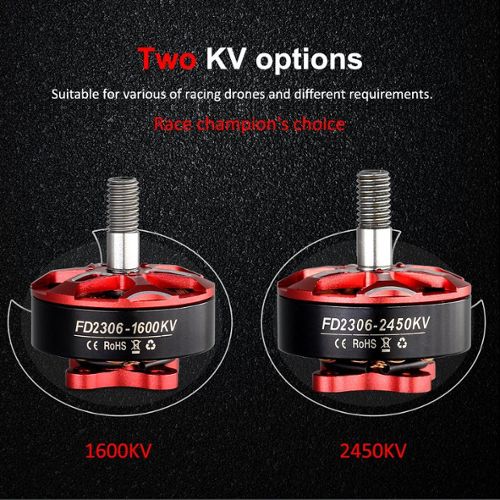 Two KV options
Suitable for various of racing drones and different requirements.
Race champion's choice
FD2306-1600KV
CE RoHS
FD2306-2450KV
CE RoHS
1600KV
2450KV